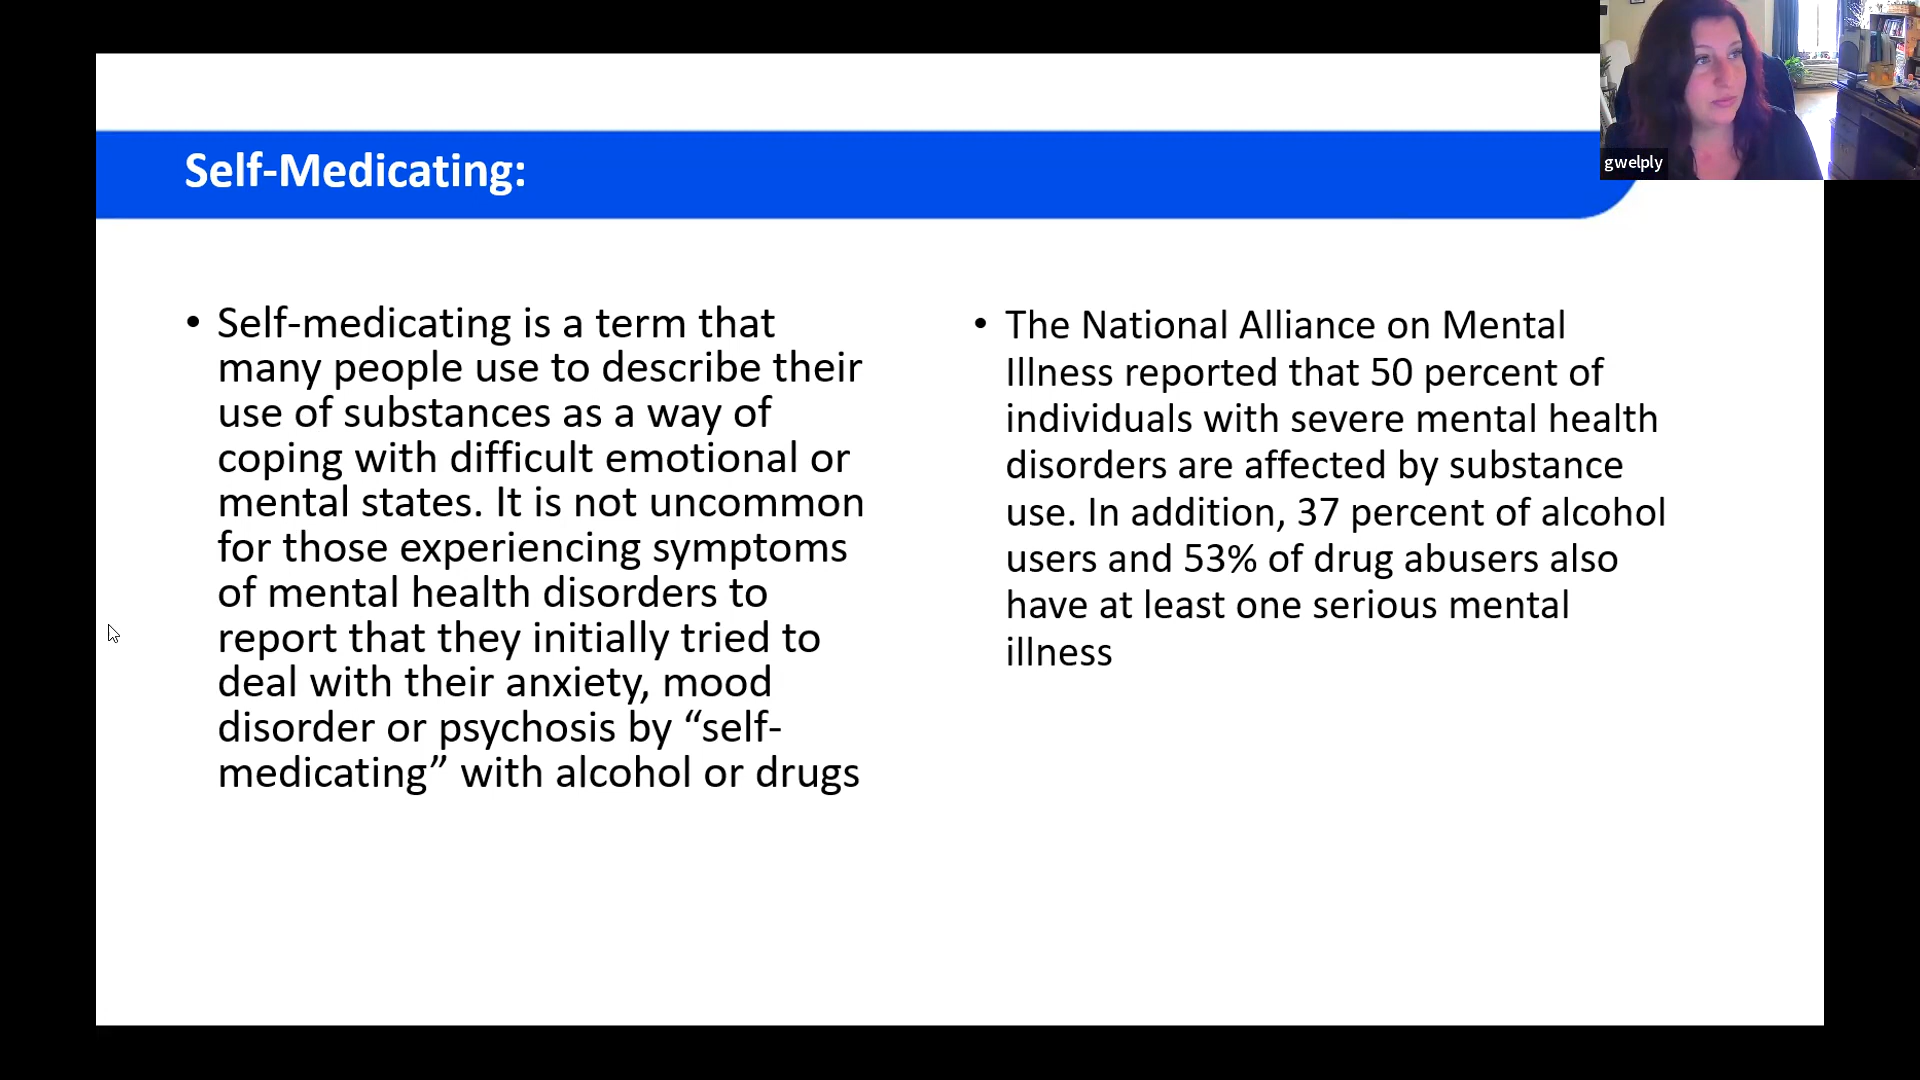 Self-Medicating:
• Self-medicating is a term that
many people use to describe their
use of substances as a way of
coping with difficult emotional or
mental states. It is not uncommon
for those experiencing symptoms
of mental health disorders to
report that they initially tried to
deal with their anxiety, mood
disorder or psychosis by “self-
medicating” with alcohol or drugs
• The National Alliance on Mental
Illness reported that 50 percent of
individuals with severe mental health
disorders are affected by substance
use. In addition, 37 percent of alcohol
users and 53% of drug abusers also
have at least one serious mental
illness
gwelply